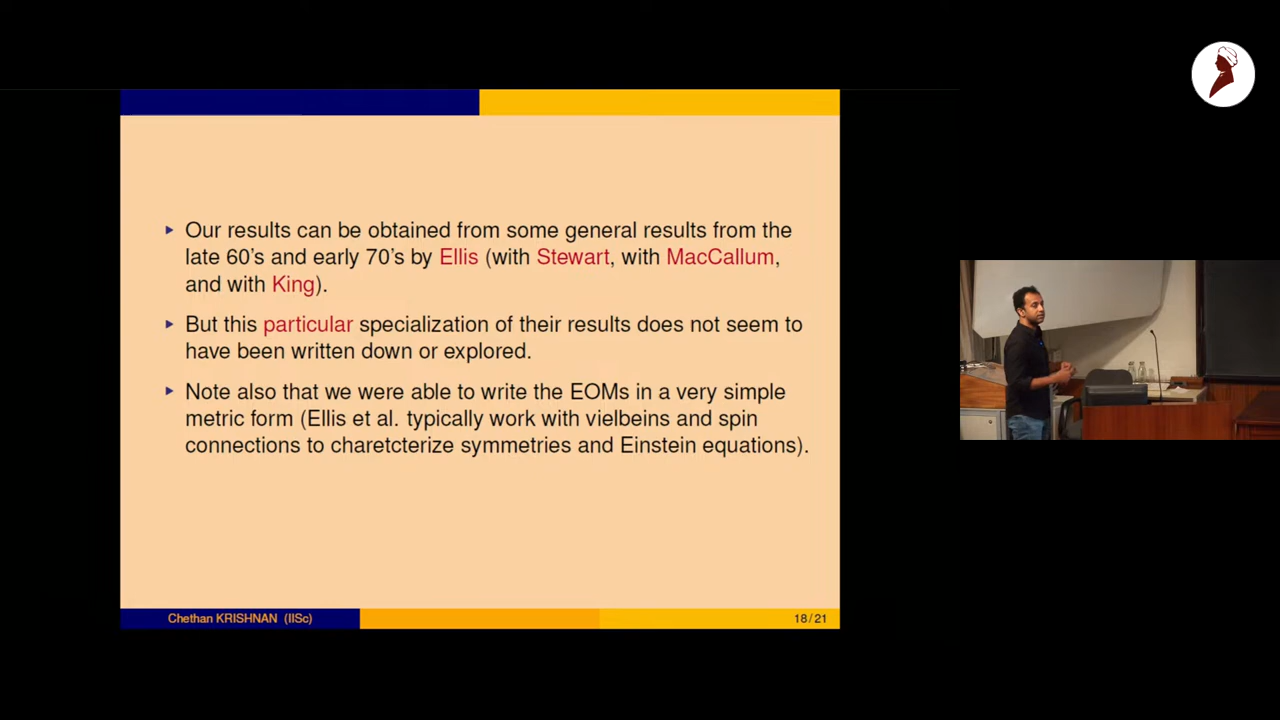 ▸ Our results can be obtained from some general results from the
late 60's and early 70's by Ellis (with Stewart, with MacCallum,
and with King).
▸ But this particular specialization of their results does not seem to
have been written down or explored.
▸ Note also that we were able to write the EOMs in a very simple
metric form (Ellis et al. typically work with vielbeins and spin
connections to charetcterize symmetries and Einstein equations).
Chethan KRISHNAN (IISc)
18/21